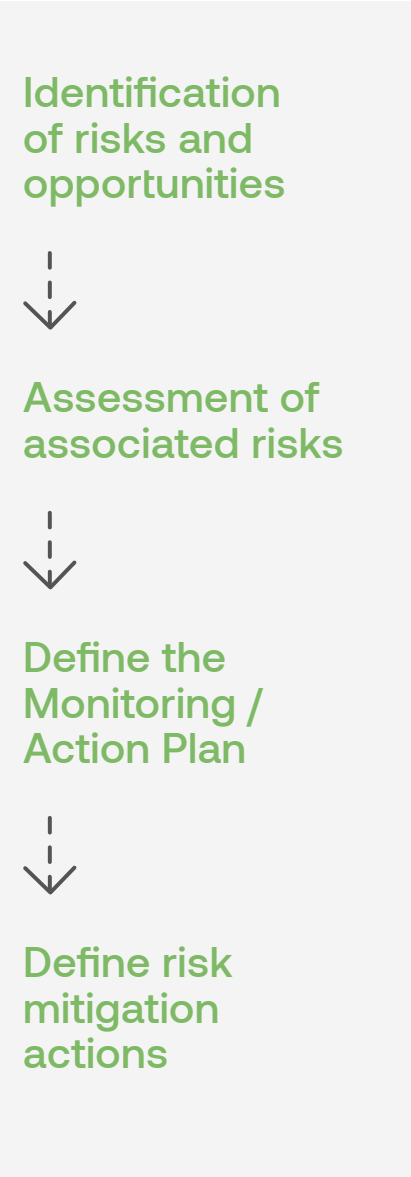 Identification
of risks and
opportunities
Assessment of
associated risks
Define the
Monitoring /
Action Plan
Define risk
mitigation
actions